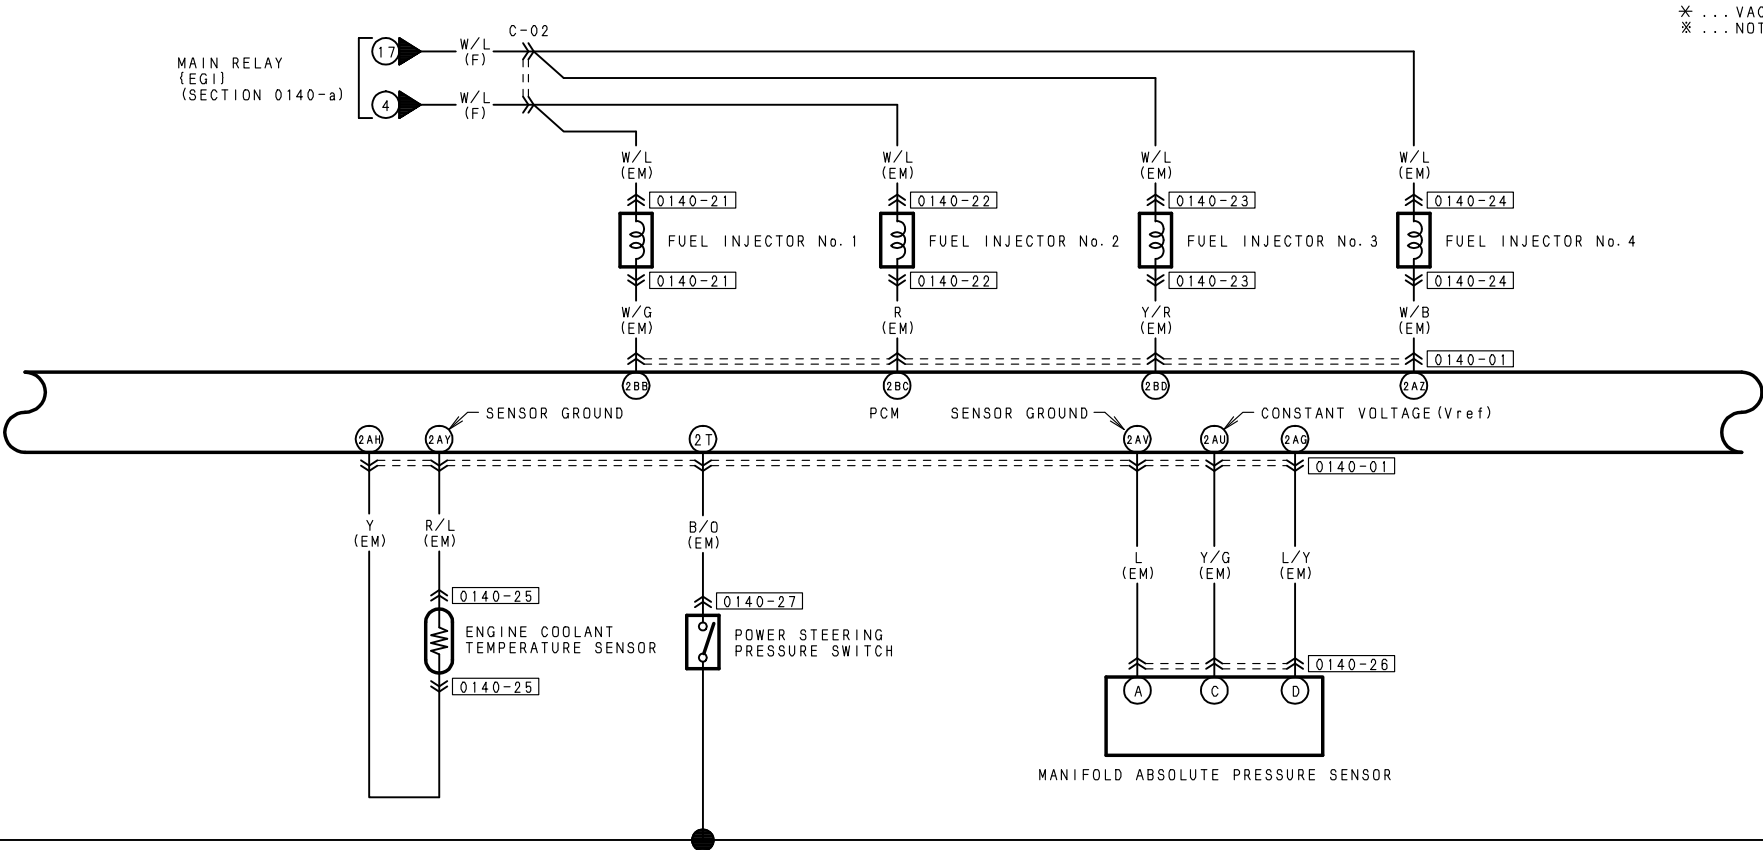 ✳ ... VAC
※ ... NOT
C-02
MAIN RELAY
{EGI}
(SECTION 0140-a)
17
W/L
(F)
4
W/L
(F)
W/L
(EM)
W/L
(EM)
W/L
(EM)
W/L
(EM)
0140-21
0140-22
0140-23
0140-24
FUEL INJECTOR No. 1
FUEL INJECTOR No. 2
FUEL INJECTOR No. 3
FUEL INJECTOR No. 4
0140-21
0140-22
0140-23
0140-24
W/G
(EM)
R
(EM)
Y/R
(EM)
W/B
(EM)
0140-01
2BB
2BC
2BD
2AZ
SENSOR GROUND
PCM
SENSOR GROUND
CONSTANT VOLTAGE(Vref)
2AH
2AY
2T
2AV
2AU
2AG
0140-01
Y
(EM)
R/L
(EM)
B/O
(EM)
L
(EM)
Y/G
(EM)
L/Y
(EM)
0140-25
0140-27
ENGINE COOLANT
TEMPERATURE SENSOR
POWER STEERING
PRESSURE SWITCH
0140-26
0140-25
A
C
D
MANIFOLD ABSOLUTE PRESSURE SENSOR